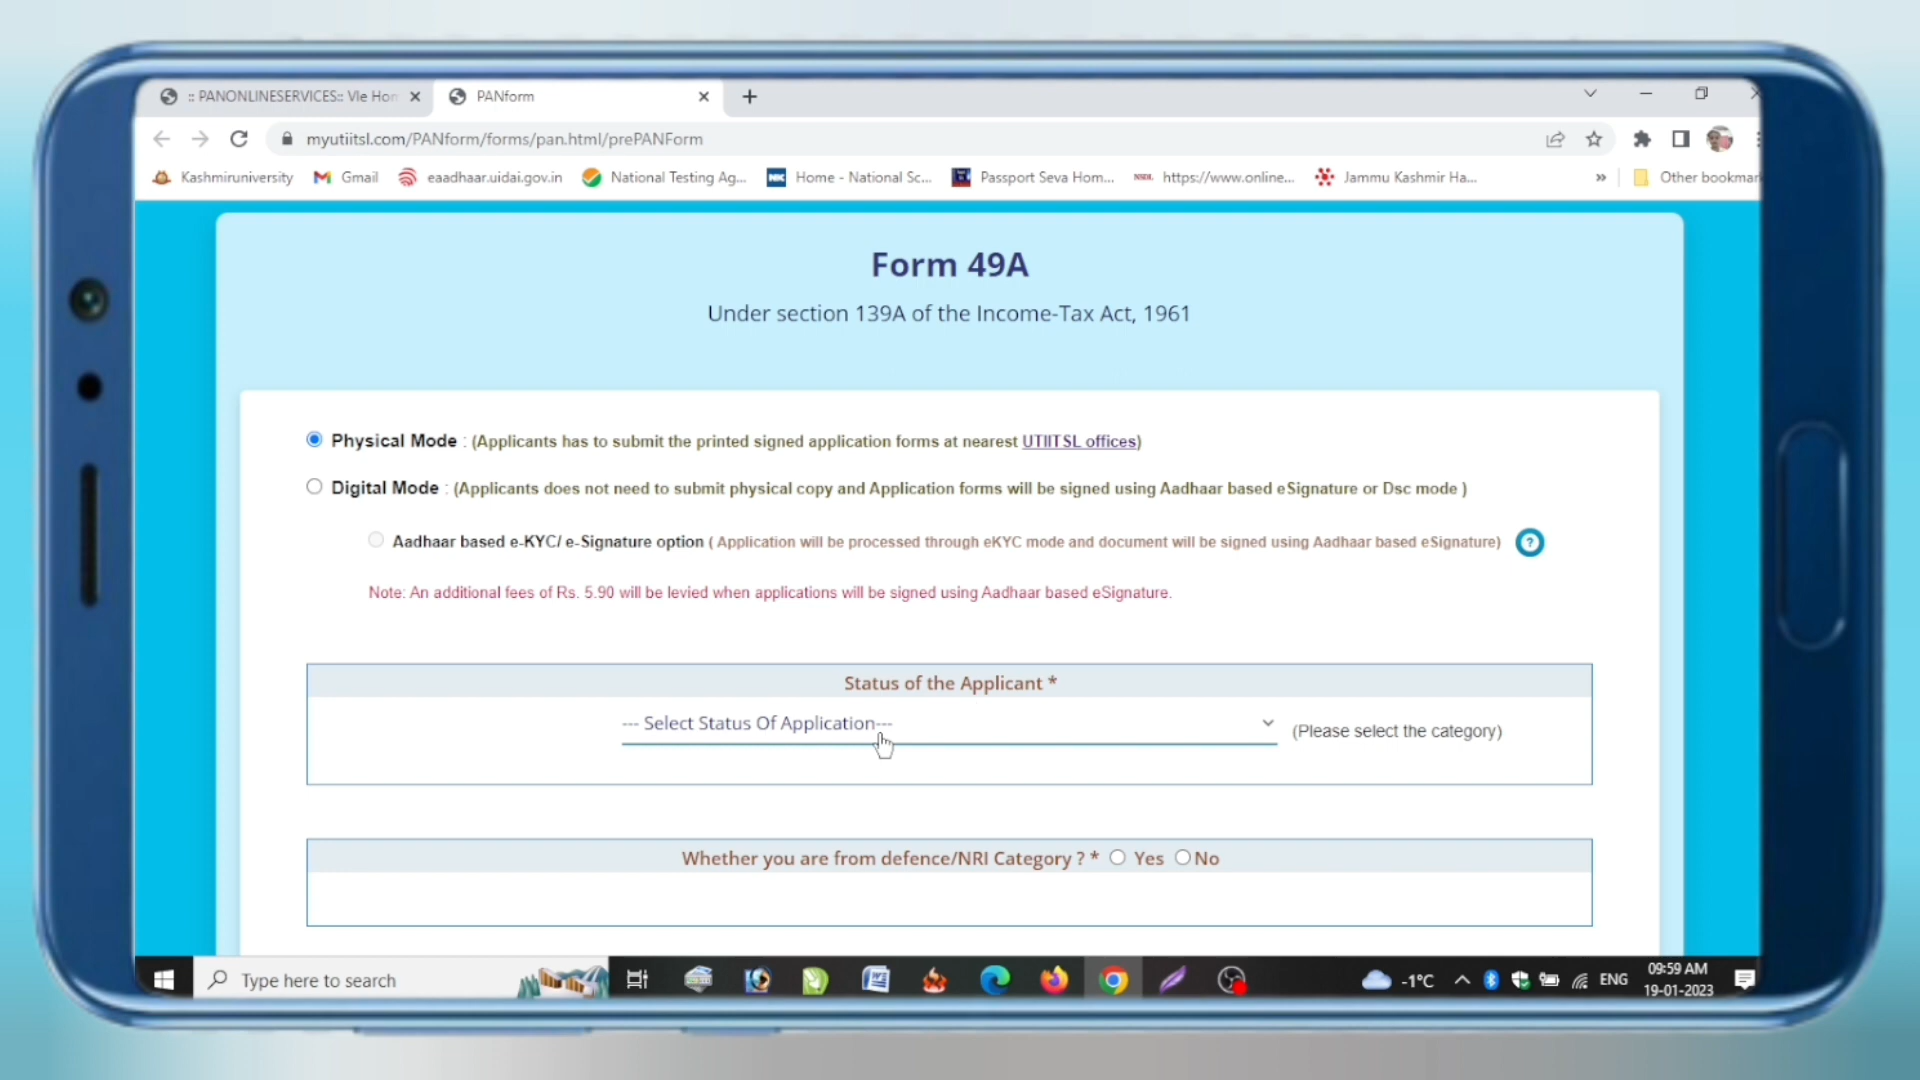 :: PANONLINESERVICES:: Vle Hon
PANform
myutiitsl.com/PANform/forms/pan.html/prePANForm
Kashmiruniversity
Gmail
eaadhaar.uidai.gov.in
National Testing Ag...
Home - National Sc...
Passport Seva Hom...
https://www.online...
Jammu Kashmir Ha...
»
Other bookmar
Form 49A
Under section 139A of the Income-Tax Act, 1961
Physical Mode : (Applicants has to submit the printed signed application forms at nearest UTIITSL offices)
Digital Mode : (Applicants does not need to submit physical copy and Application forms will be signed using Aadhaar based eSignature or Dsc mode )
Aadhaar based e-KYC/ e-Signature option ( Application will be processed through eKYC mode and document will be signed using Aadhaar based eSignature) ?
Note: An additional fees of Rs. 5.90 will be levied when applications will be signed using Aadhaar based eSignature.
Status of the Applicant *
--- Select Status Of Application---
(Please select the category)
Whether you are from defence/NRI Category ? * Yes No
Type here to search
-1°C
ENG
09:59 AM
19-01-2023